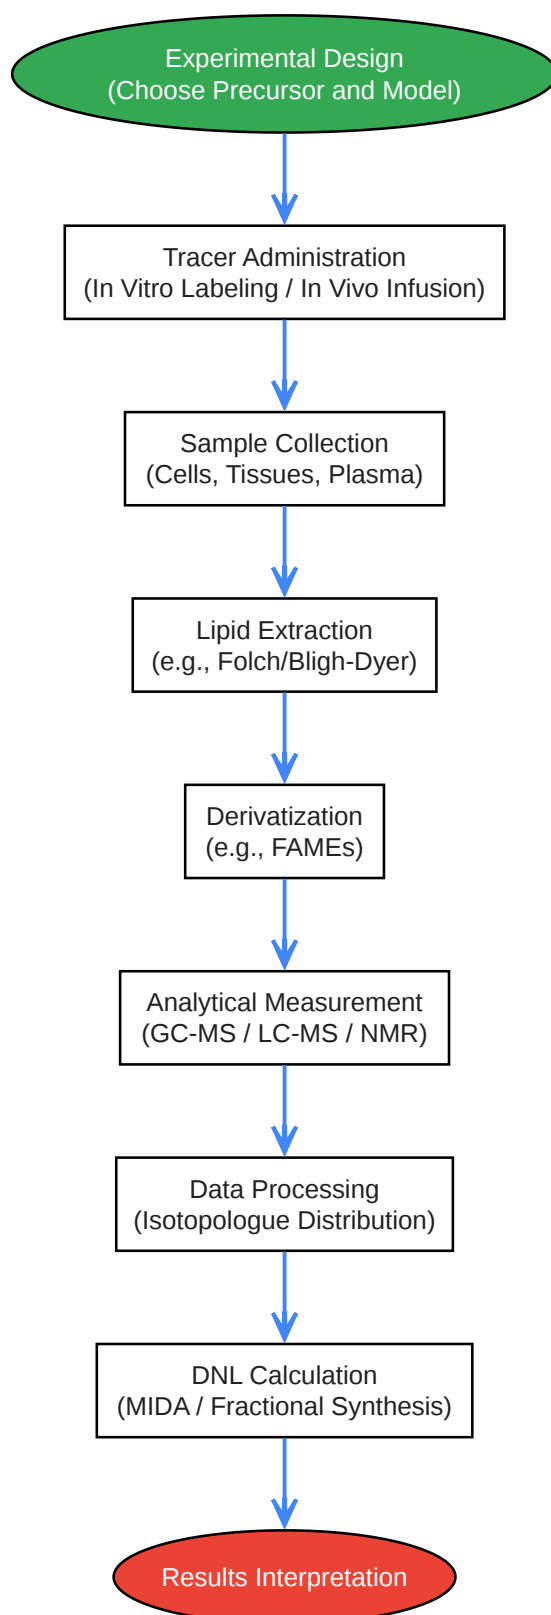 Experimental Design
(Choose Precursor and Model)
Tracer Administration
(In Vitro Labeling / In Vivo Infusion)
Sample Collection
(Cells, Tissues, Plasma)
Lipid Extraction
(e.g., Folch/Bligh-Dyer)
Derivatization
(e.g., FAMEs)
Analytical Measurement
(GC-MS / LC-MS / NMR)
Data Processing
(Isotopologue Distribution)
DNL Calculation
(MIDA / Fractional Synthesis)
Results Interpretation